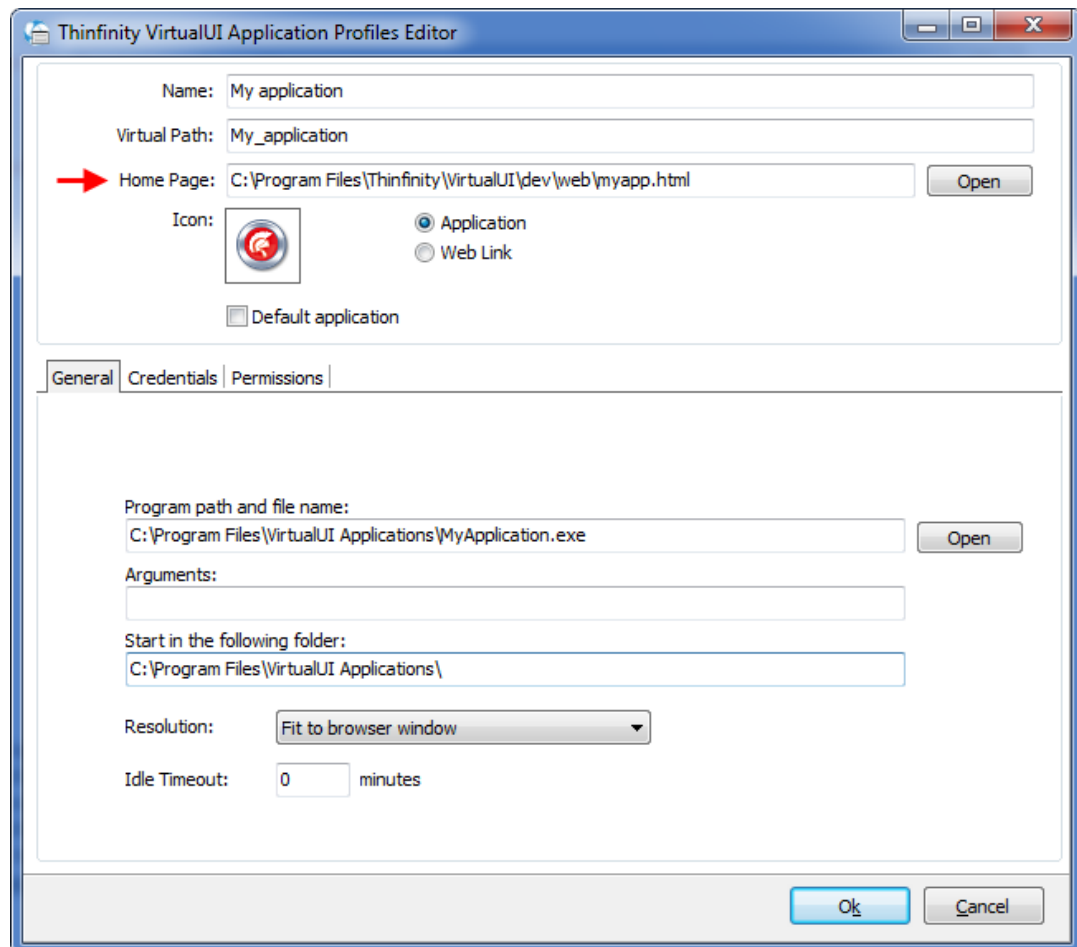 Thinfinity VirtualUI Application Profiles Editor
Name: My application
Virtual Path: My_application
Home Page: C:\Program Files\Thinfinity\VirtualUI\dev\web\myapp.html Open
Icon: Application
Web Link
Default application
General Credentials Permissions
Program path and file name:
C:\Program Files\VirtualUI Applications\MyApplication.exe Open
Arguments:
Start in the following folder:
C:\Program Files\VirtualUI Applications\
Resolution: Fit to browser window
Idle Timeout: 0 minutes
Ok Cancel